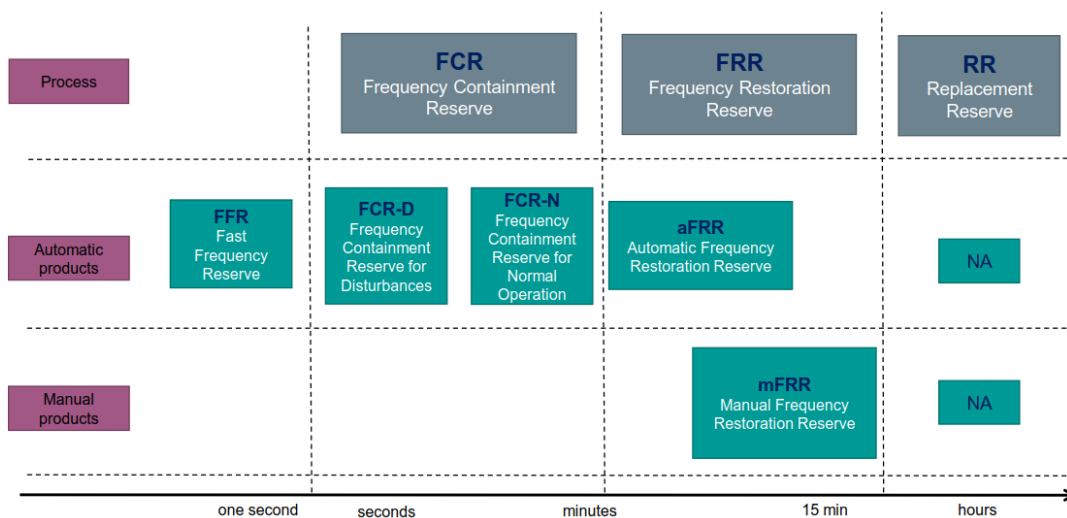 Process
FCR
Frequency Containment
Reserve
FRR
Frequency Restoration
Reserve
RR
Replacement
Reserve
Automatic
products
FFR
Fast
Frequency
Reserve
FCR-D
Frequency
Containment
Reserve for
Disturbances
FCR-N
Frequency
Containment
Reserve for
Normal
Operation
aFRR
Automatic Frequency
Restoration Reserve
NA
Manual
products
mFRR
Manual Frequency
Restoration Reserve
NA
one second
seconds
minutes
15 min
hours